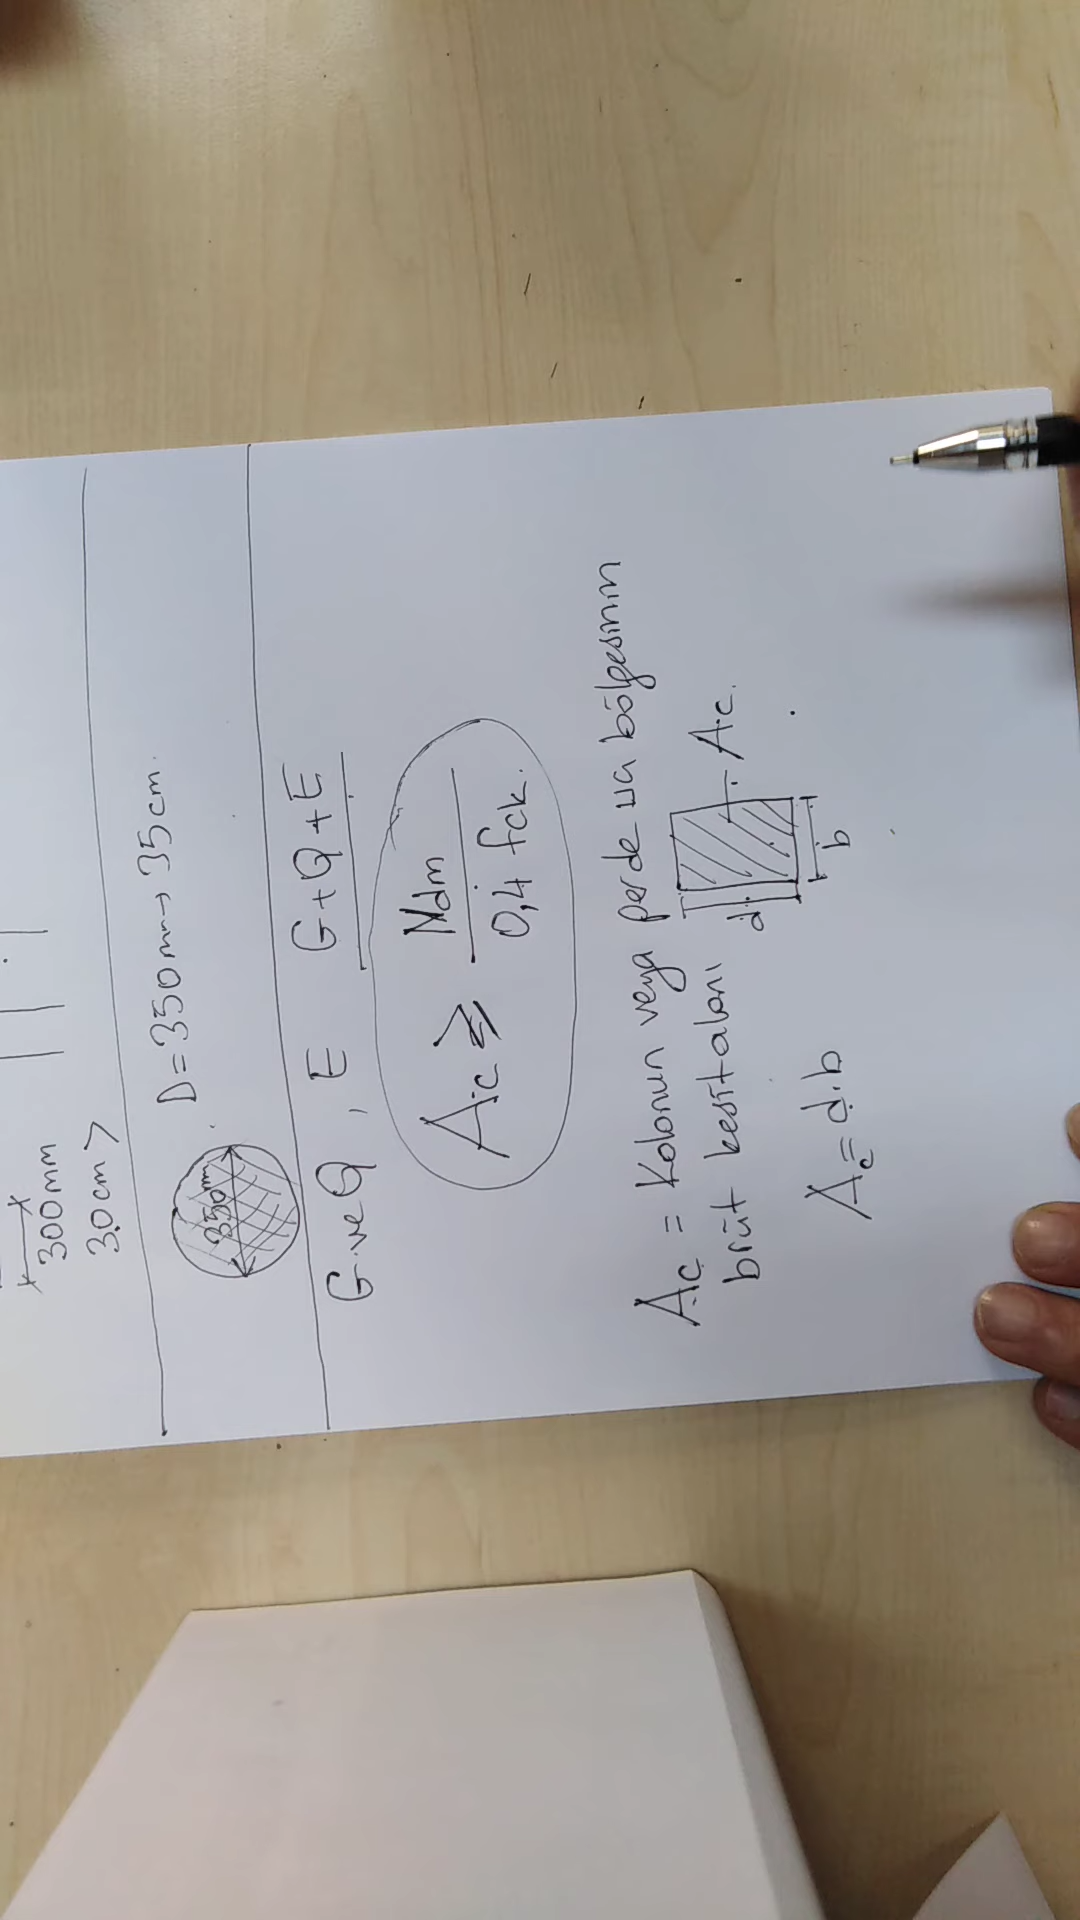 300mm
30cm >
350mm
D=350mm→35cm.
G ve Q, E G+Q+E
Ac ≥ Ndm
0,4 fck.
Ac = Kolonun veya perde uç bölgesinin
brüt kesit alanı
d
Ac.
b
Ac=d.b